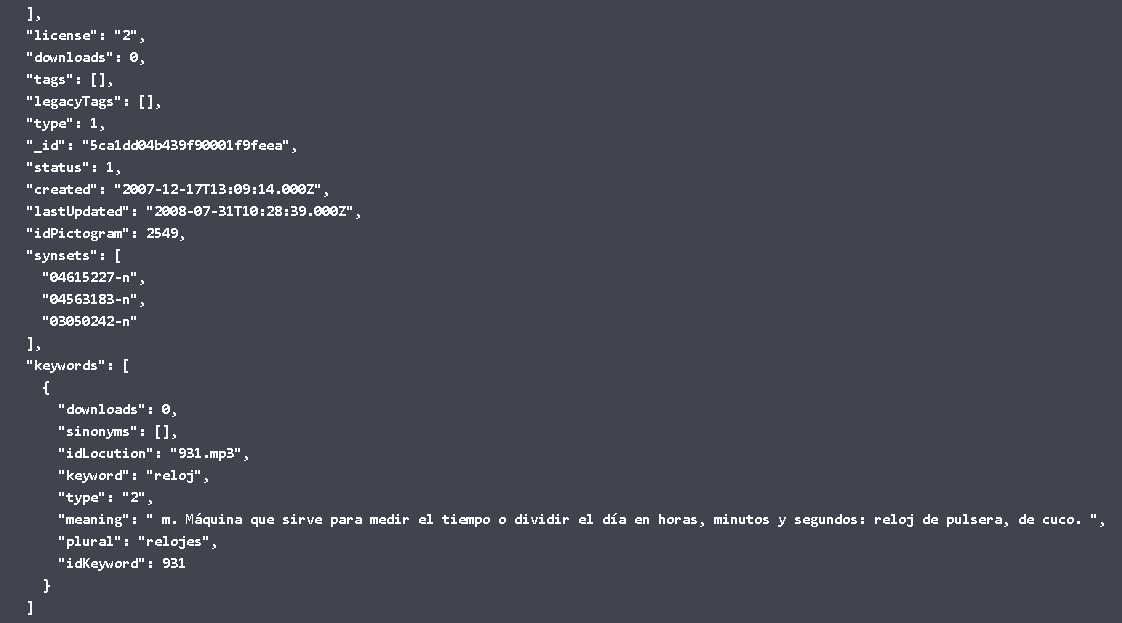 ],
"license": "2",
"downloads": 0,
"tags": [],
"legacyTags": [],
"type": 1,
"_id": "5ca1dd04b439f90001f9feea",
"status": 1,
"created": "2007-12-17T13:09:14.000Z",
"lastUpdated": "2008-07-31T10:28:39.000Z",
"idPictogram": 2549,
"synsets": [
"04615227-n",
"04563183-n",
"03050242-n"
],
"keywords": [
{
"downloads": 0,
"sinonyms": [],
"idLocution": "931.mp3",
"keyword": "reloj",
"type": "2",
"meaning": " m. Máquina que sirve para medir el tiempo o dividir el día en horas, minutos y segundos: reloj de pulsera, de cuco. ",
"plural": "relojes",
"idKeyword": 931
}
]